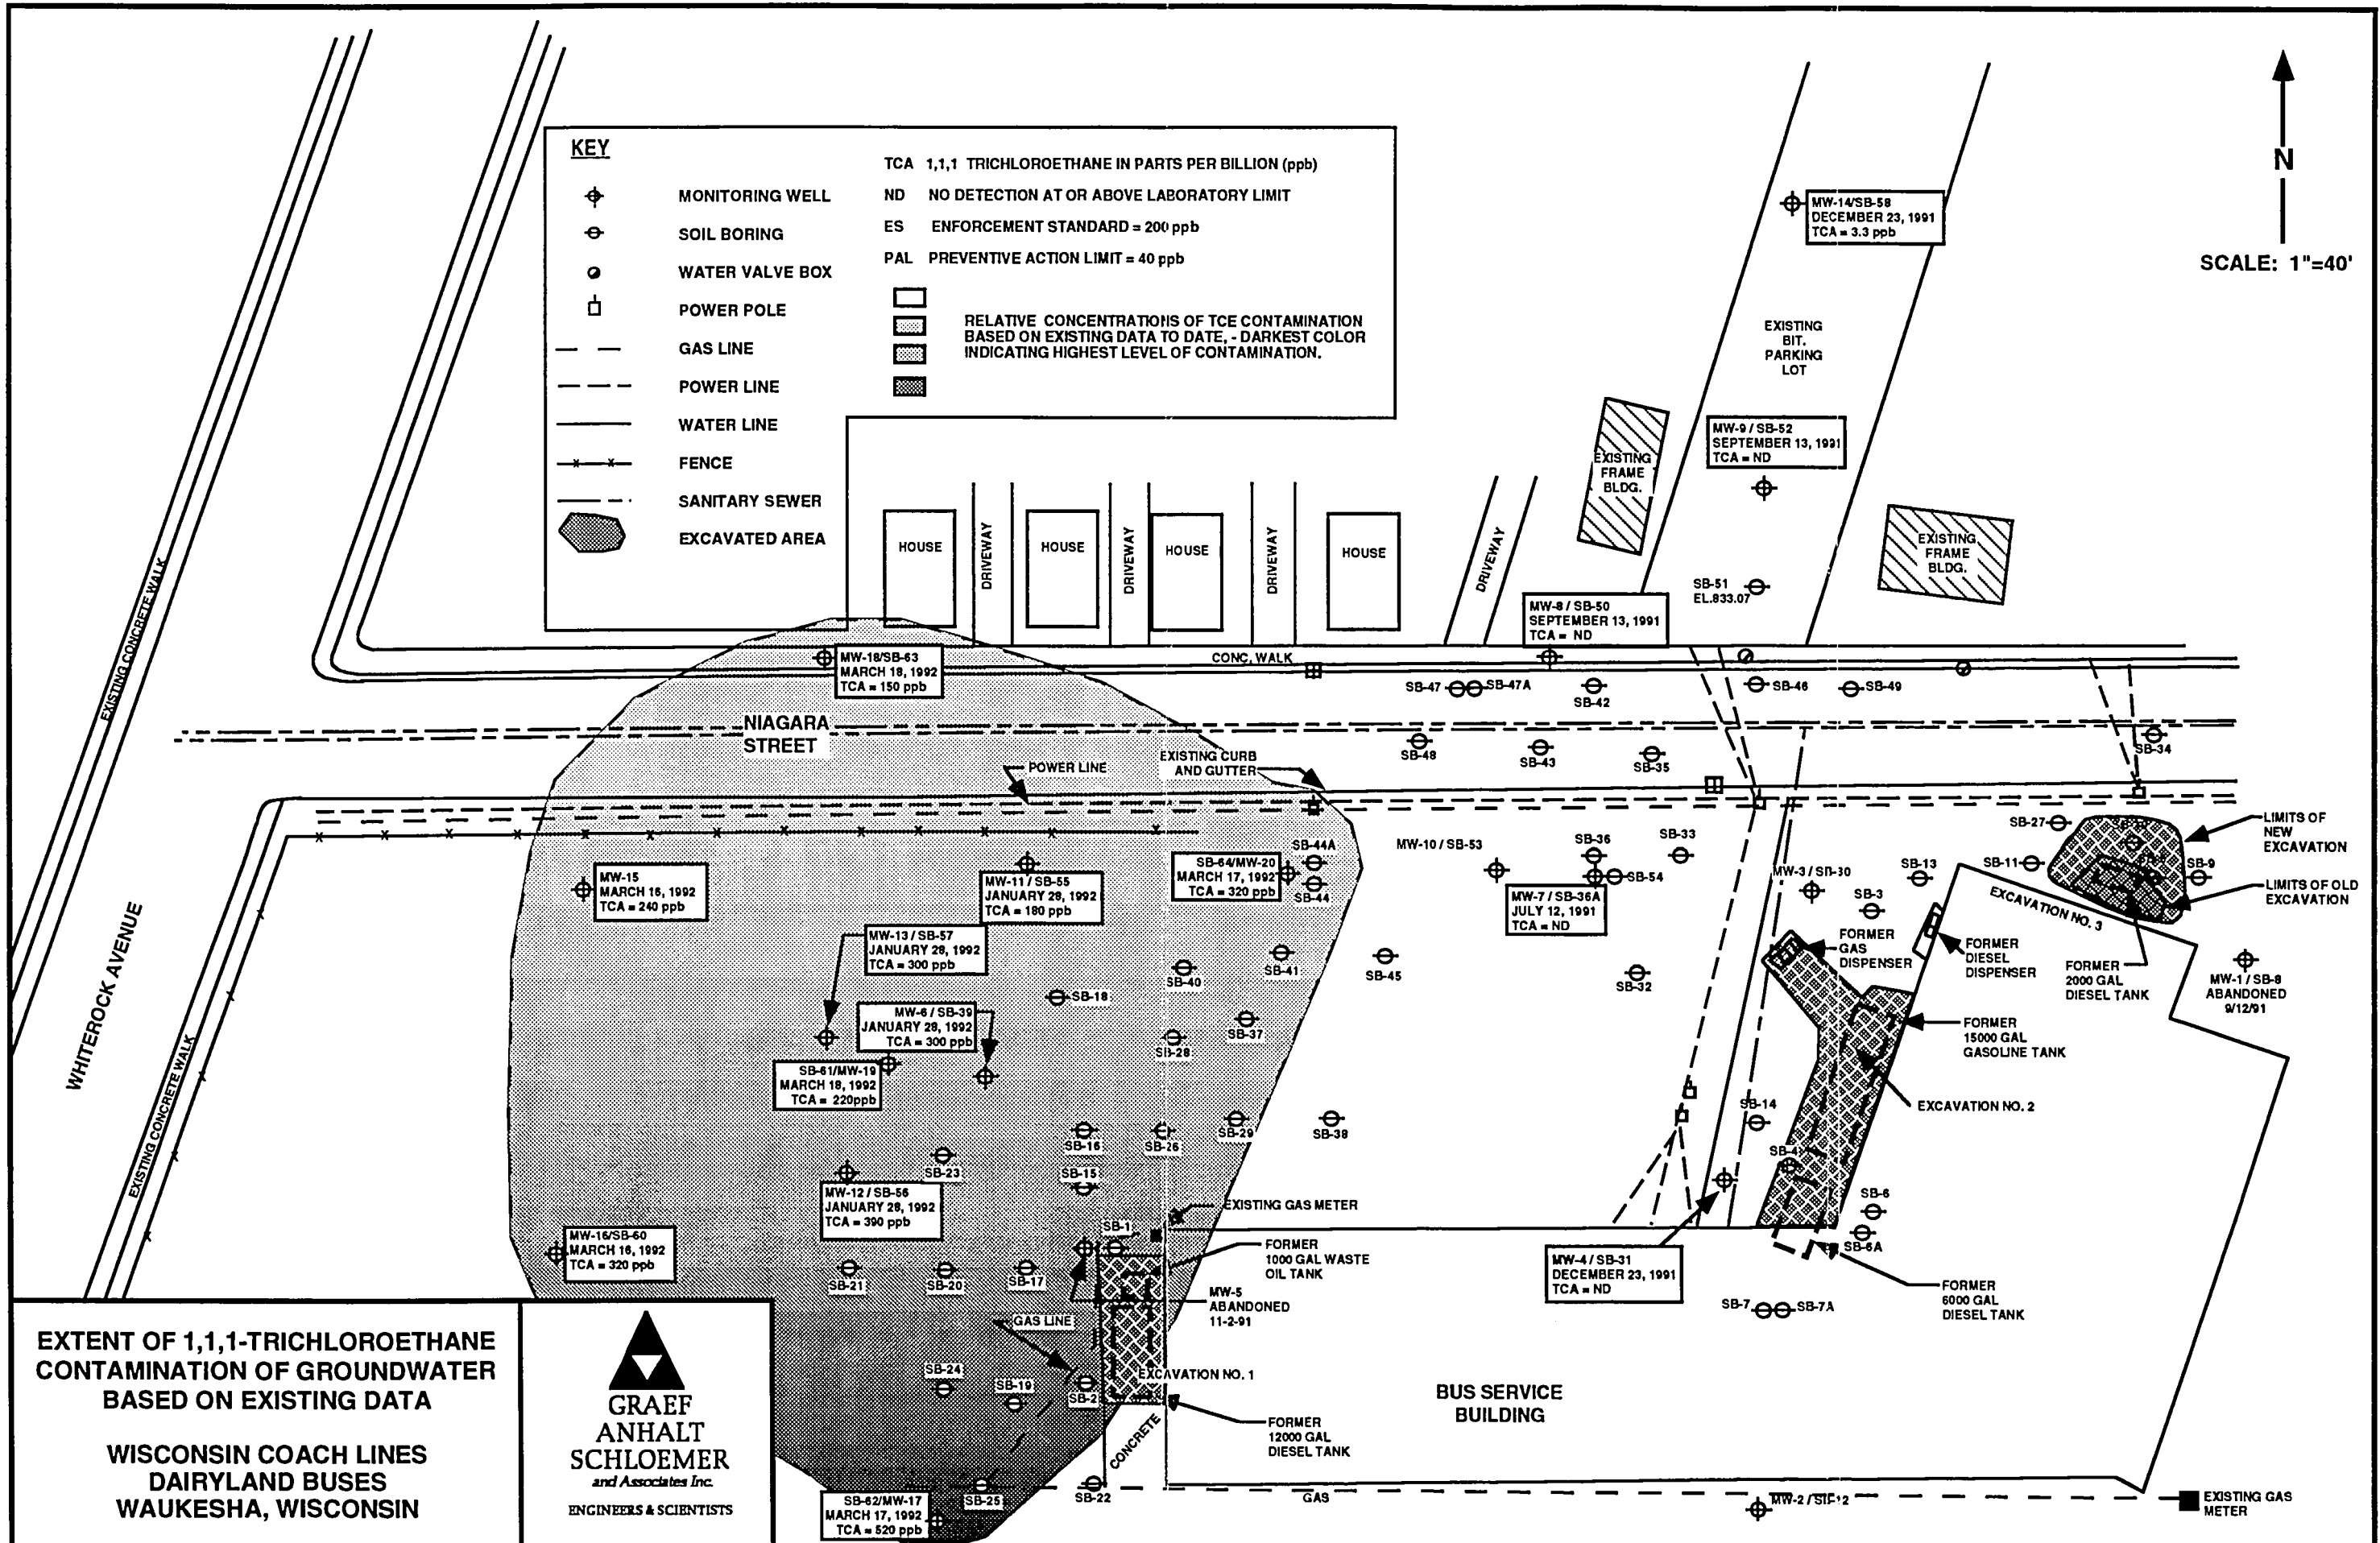 KEY
MONITORING WELL
SOIL BORING
WATER VALVE BOX
POWER POLE
GAS LINE
POWER LINE
WATER LINE
FENCE
SANITARY SEWER
EXCAVATED AREA
TCA 1,1,1 TRICHLOROETHANE IN PARTS PER BILLION (ppb)
ND NO DETECTION AT OR ABOVE LABORATORY LIMIT
ES ENFORCEMENT STANDARD = 200 ppb
PAL PREVENTIVE ACTION LIMIT = 40 ppb
RELATIVE CONCENTRATIONS OF TCE CONTAMINATION
BASED ON EXISTING DATA TO DATE, - DARKEST COLOR
INDICATING HIGHEST LEVEL OF CONTAMINATION.
N
SCALE: 1"=40'
MW-14/SB-58
DECEMBER 23, 1991
TCA = 3.3 ppb
EXISTING
BIT.
PARKING
LOT
MW-9 / SB-52
SEPTEMBER 13, 1991
TCA = ND
EXISTING
FRAME
BLDG.
EXISTING
FRAME
BLDG.
HOUSE
DRIVEWAY
HOUSE
DRIVEWAY
HOUSE
DRIVEWAY
HOUSE
DRIVEWAY
SB-51
EL.833.07
MW-8 / SB-50
SEPTEMBER 13, 1991
TCA = ND
EXISTING CONCRETE WALK
CONC. WALK
MW-18/SB-63
MARCH 18, 1992
TCA = 150 ppb
SB-47
SB-47A
SB-42
SB-46
SB-49
NIAGARA
STREET
SB-48
SB-43
SB-35
SB-34
POWER LINE
EXISTING CURB
AND GUTTER
MW-15
MARCH 16, 1992
TCA = 240 ppb
MW-11 / SB-55
JANUARY 28, 1992
TCA = 180 ppb
SB-64/MW-20
MARCH 17, 1992
TCA = 320 ppb
SB-44A
SB-44
MW-10 / SB-53
SB-36
SB-33
SB-54
MW-7 / SB-36A
JULY 12, 1991
TCA = ND
MW-3 / SB-30
SB-3
SB-13
SB-27
SB-11
SB-9
LIMITS OF
NEW
EXCAVATION
LIMITS OF OLD
EXCAVATION
EXCAVATION NO. 3
FORMER
GAS
DISPENSER
FORMER
DIESEL
DISPENSER
FORMER
2000 GAL
DIESEL TANK
MW-1 / SB-8
ABANDONED
9/12/91
WHITEROCK AVENUE
EXISTING CONCRETE WALK
MW-13 / SB-57
JANUARY 28, 1992
TCA = 300 ppb
MW-6 / SB-39
JANUARY 28, 1992
TCA = 300 ppb
SB-61/MW-19
MARCH 18, 1992
TCA = 220ppb
SB-18
SB-40
SB-41
SB-45
SB-32
SB-37
SB-28
FORMER
15000 GAL
GASOLINE TANK
EXCAVATION NO. 2
SB-29
SB-38
SB-14
SB-16
SB-26
SB-23
SB-15
SB-4
MW-12 / SB-56
JANUARY 28, 1992
TCA = 390 ppb
MW-16/SB-60
MARCH 16, 1992
TCA = 320 ppb
SB-1
EXISTING GAS METER
FORMER
1000 GAL WASTE
OIL TANK
MW-5
ABANDONED
11-2-91
SB-6
SB-6A
MW-4 / SB-31
DECEMBER 23, 1991
TCA = ND
SB-7
SB-7A
FORMER
6000 GAL
DIESEL TANK
SB-21
SB-20
SB-17
GAS LINE
SB-24
SB-19
SB-2
EXCAVATION NO. 1
FORMER
12000 GAL
DIESEL TANK
CONCRETE
BUS SERVICE
BUILDING
SB-25
SB-22
GAS
SB-62/MW-17
MARCH 17, 1992
TCA = 520 ppb
EXISTING GAS
METER
EXTENT OF 1,1,1-TRICHLOROETHANE
CONTAMINATION OF GROUNDWATER
BASED ON EXISTING DATA
WISCONSIN COACH LINES
DAIRYLAND BUSES
WAUKESHA, WISCONSIN
GRAEF
ANHALT
SCHLOEMER
and Associates Inc.
ENGINEERS & SCIENTISTS